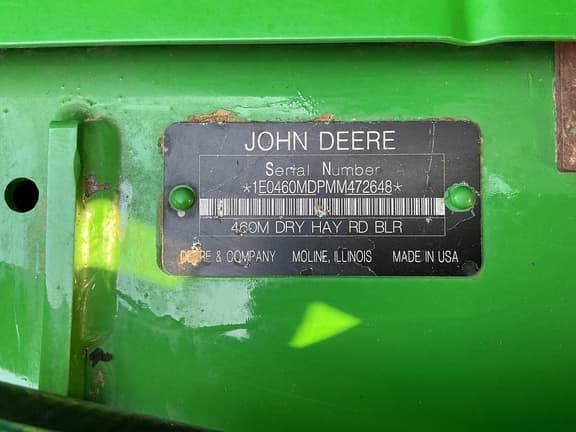 JOHN DEERE
Serial Number
*1E0460MDPMM472648*
460M DRY HAY RD BLR
DEERE & COMPANY MOLINE, ILLINOIS MADE IN USA